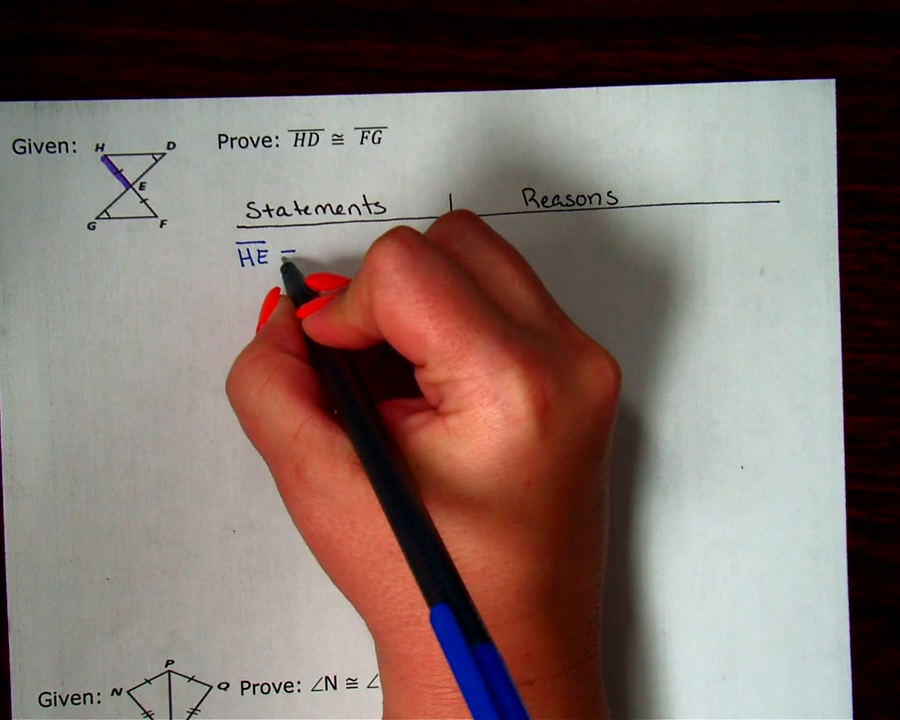 Given: H D Prove: HD ≅ FG
E
G F
Statements Reasons
HE =
P
Given: N Q Prove: ∠N ≅ ∠